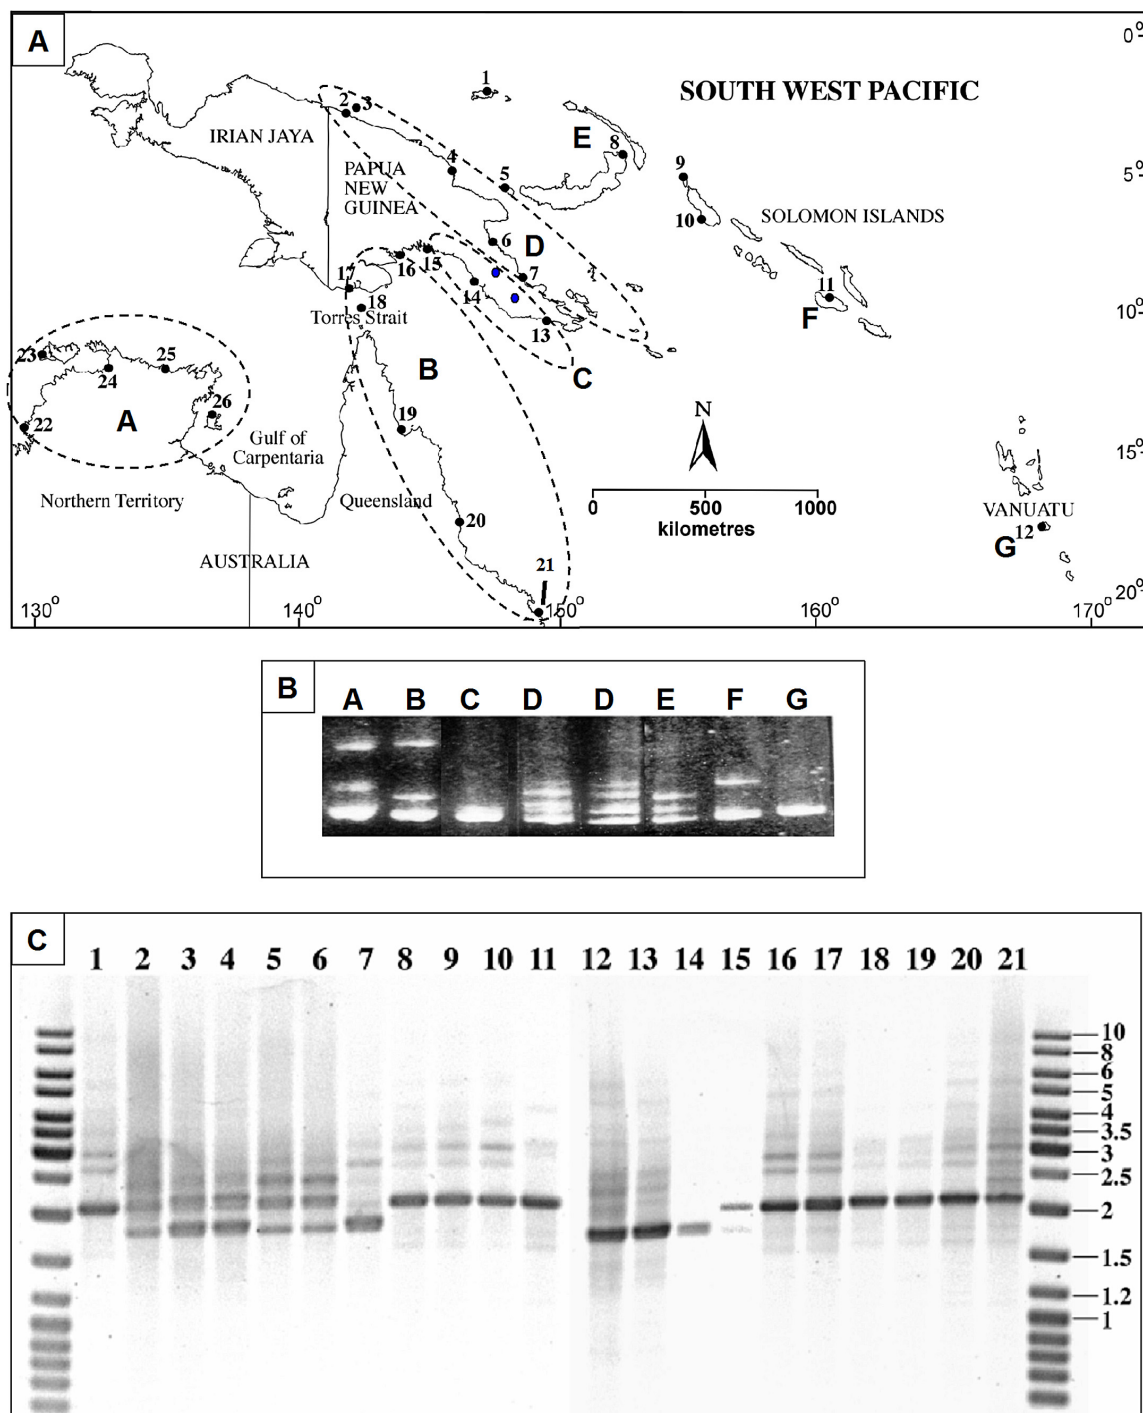 A
0°
SOUTH WEST PACIFIC
1
2 3
IRIAN JAYA
E
8
PAPUA
NEW
GUINEA
4
5
9
5°
10
SOLOMON ISLANDS
6
D
7
16
15
14
17
18
Torres Strait
13
11
F
10°
C
B
23
24
25
26
22
A
19
Gulf of
Carpentaria
N
15°
Northern Territory
Queensland
0 500 1000
kilometres
VANUATU
G 12
20
AUSTRALIA
21
20°
130° 140° 150° 160° 170°
B
A B C D D E F G
C
1 2 3 4 5 6 7 8 9 10 11 12 13 14 15 16 17 18 19 20 21
10
8
6
5
4
3.5
3
2.5
2
1.5
1.2
1